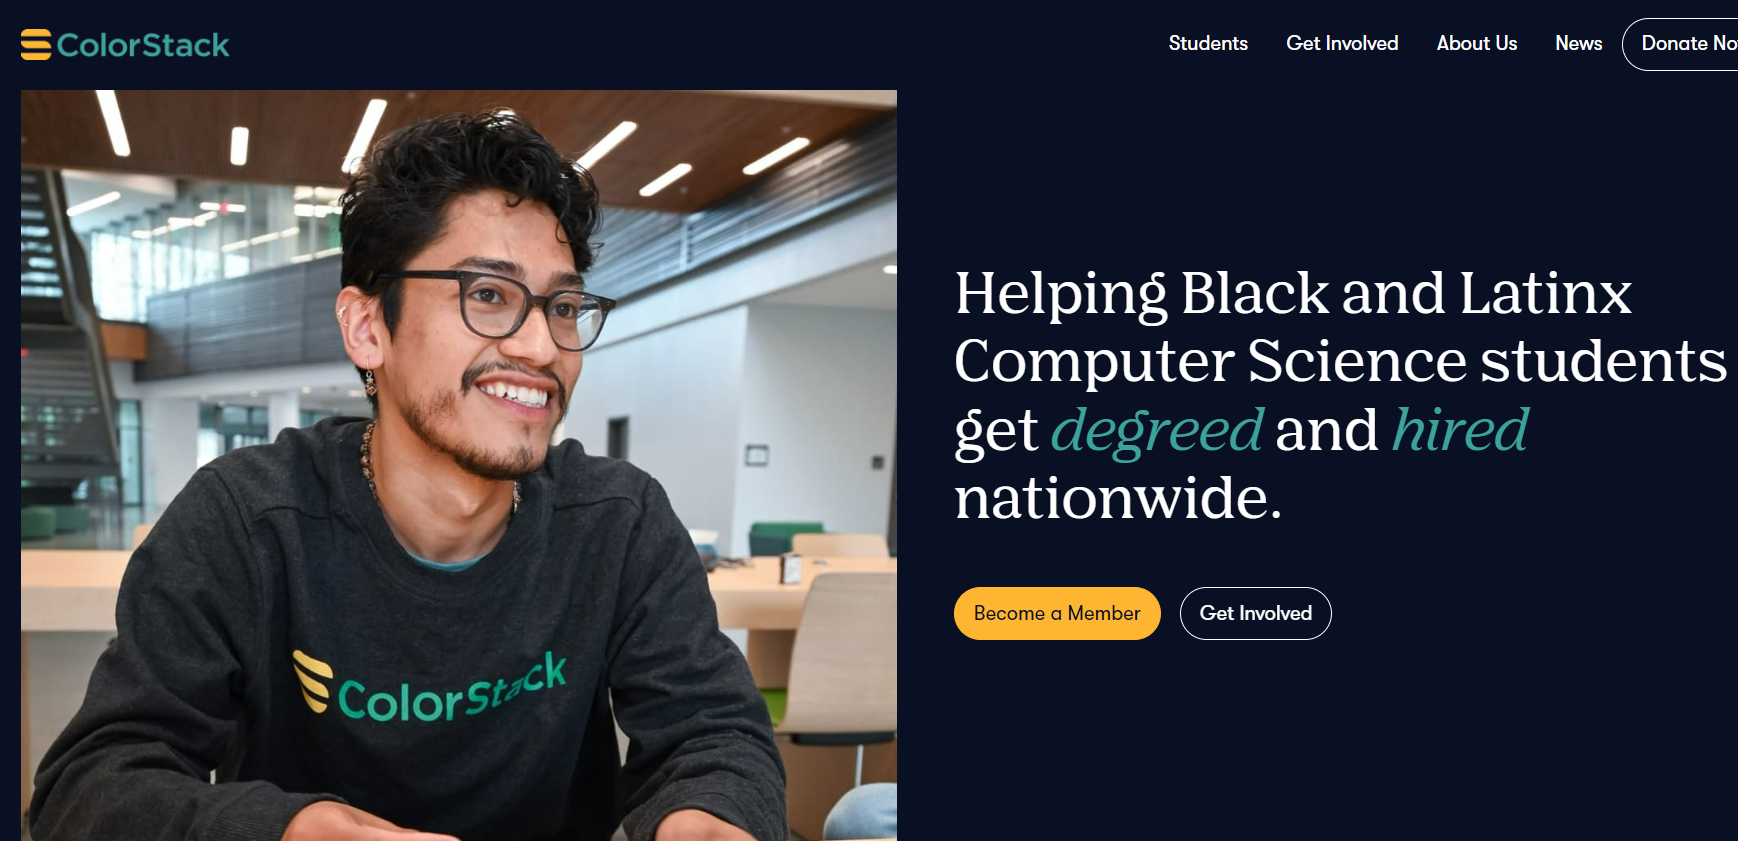 ColorStack
Students Get Involved About Us News Donate
Helping Black and Latinx
Computer Science students
get degreed and hired
nationwide.
Become a Member Get Involved
ColorStack